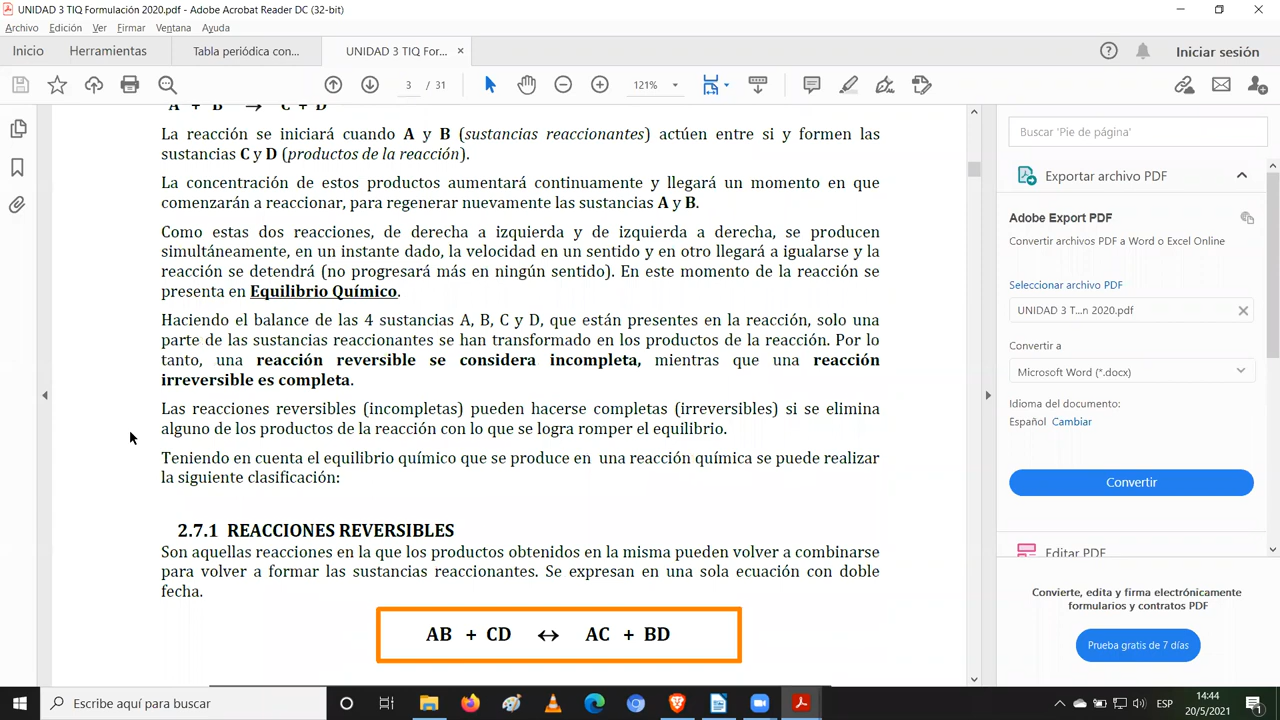 UNIDAD 3 TIQ Formulación 2020.pdf - Adobe Acrobat Reader DC (32-bit)
Archivo Edición Ver Firmar Ventana Ayuda
Inicio Herramientas Tabla periódica con... UNIDAD 3 TIQ For... × Iniciar sesión
3 / 31 121%
A + B → C + D
La reacción se iniciará cuando A y B (sustancias reaccionantes) actúen entre si y formen las
sustancias C y D (productos de la reacción).
La concentración de estos productos aumentará continuamente y llegará un momento en que
comenzarán a reaccionar, para regenerar nuevamente las sustancias A y B.
Como estas dos reacciones, de derecha a izquierda y de izquierda a derecha, se producen
simultáneamente, en un instante dado, la velocidad en un sentido y en otro llegará a igualarse y la
reacción se detendrá (no progresará más en ningún sentido). En este momento de la reacción se
presenta en Equilibrio Químico.
Haciendo el balance de las 4 sustancias A, B, C y D, que están presentes en la reacción, solo una
parte de las sustancias reaccionantes se han transformado en los productos de la reacción. Por lo
tanto, una reacción reversible se considera incompleta, mientras que una reacción
irreversible es completa.
Las reacciones reversibles (incompletas) pueden hacerse completas (irreversibles) si se elimina
alguno de los productos de la reacción con lo que se logra romper el equilibrio.
Teniendo en cuenta el equilibrio químico que se produce en una reacción química se puede realizar
la siguiente clasificación:
2.7.1 REACCIONES REVERSIBLES
Son aquellas reacciones en la que los productos obtenidos en la misma pueden volver a combinarse
para volver a formar las sustancias reaccionantes. Se expresan en una sola ecuación con doble
fecha.
AB + CD ↔ AC + BD
Buscar 'Pie de página'
Exportar archivo PDF
Adobe Export PDF
Convertir archivos PDF a Word o Excel Online
Seleccionar archivo PDF
UNIDAD 3 T...n 2020.pdf
Convertir a
Microsoft Word (*.docx)
Idioma del documento:
Español Cambiar
Convertir
Editar PDF
Convierte, edita y firma electrónicamente
formularios y contratos PDF
Prueba gratis de 7 días
Escribe aquí para buscar
ESP
14:44
20/5/2021